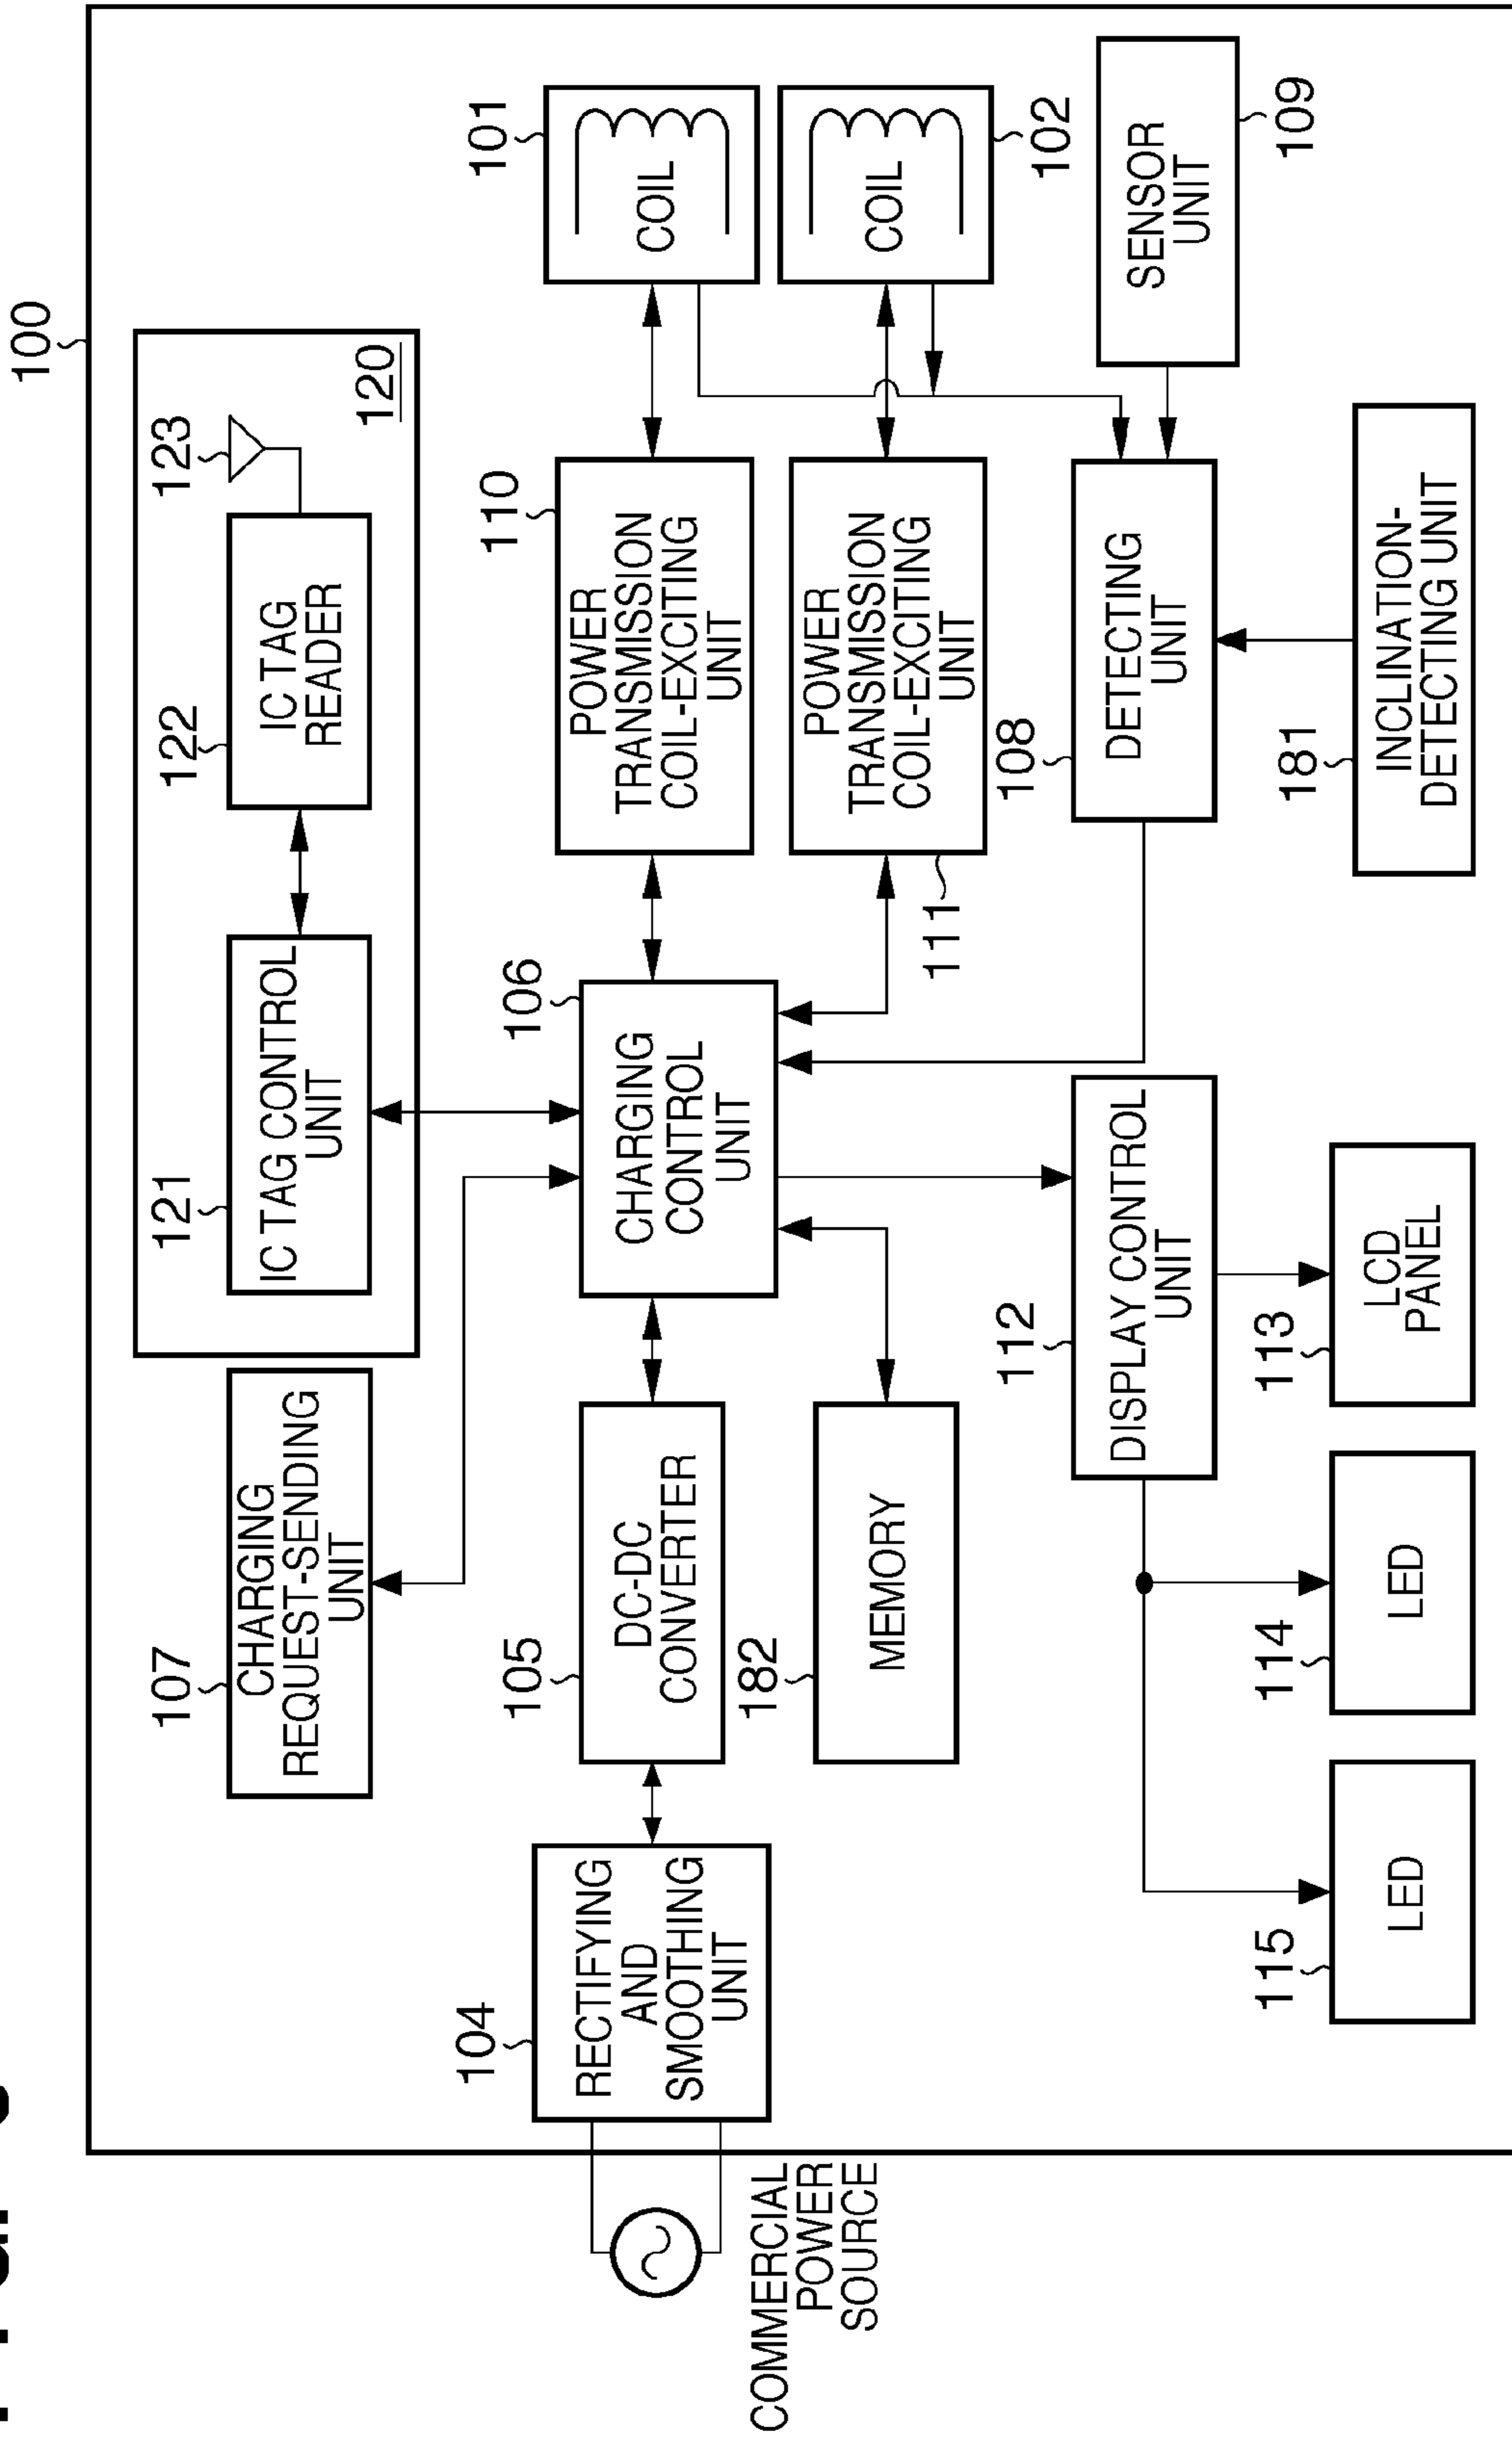 100
120
123
122
IC TAG
READER
121
IC TAG CONTROL
UNIT
107
CHARGING
REQUEST-SENDING
UNIT
101
COIL
102
COIL
110
POWER
TRANSMISSION
COIL-EXCITING
UNIT
POWER
TRANSMISSION
COIL-EXCITING
UNIT
111
106
CHARGING
CONTROL
UNIT
105
DC-DC
CONVERTER
104
RECTIFYING
AND
SMOOTHING
UNIT
COMMERCIAL
POWER
SOURCE
182
MEMORY
SENSOR
UNIT
109
108
DETECTING
UNIT
181
INCLINATION-
DETECTING UNIT
112
DISPLAY CONTROL
UNIT
113
LCD
PANEL
114
LED
115
LED